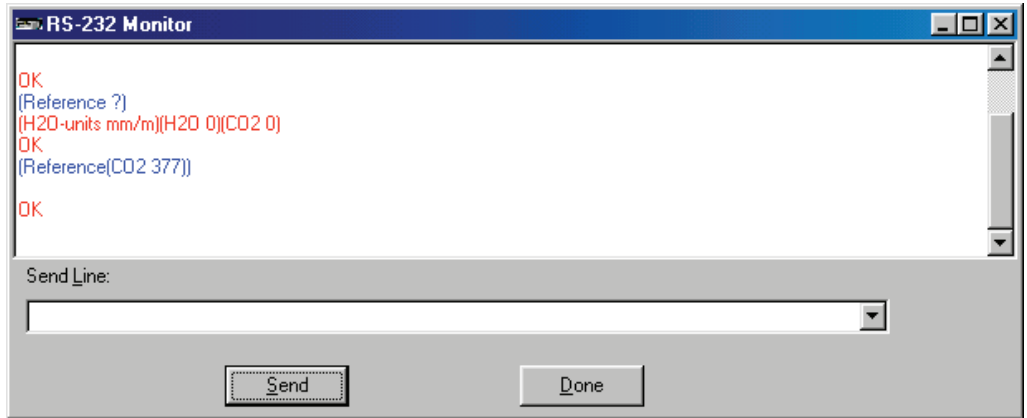 RS-232 Monitor
OK
(Reference ?)
(H2O-units mm/m)(H2O 0)(CO2 0)
OK
(Reference(CO2 377))
OK
Send Line:
Send
Done